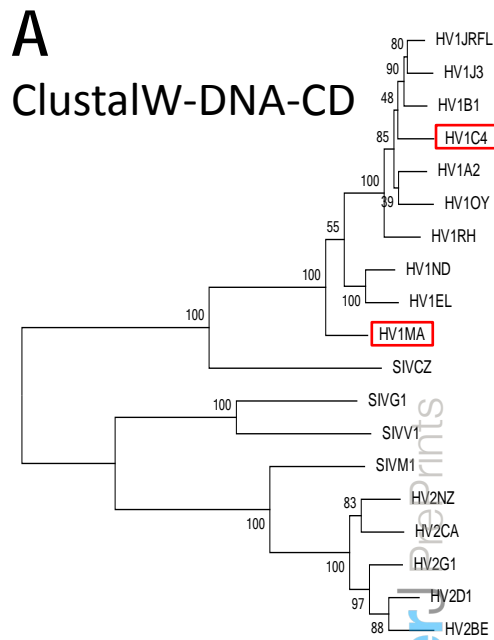 A
ClustalW-DNA-CD
80
HV1JRFL
90
HV1J3
48
HV1B1
85
HV1C4
100
HV1A2
39
HV1OY
HV1RH
55
HV1ND
100
100
HV1EL
HV1MA
100
SIVCZ
100
SIVG1
SIVV1
SIVM1
100
83
HV2NZ
HV2CA
100
HV2G1
97
HV2D1
88
HV2BE
erJ PrePrints